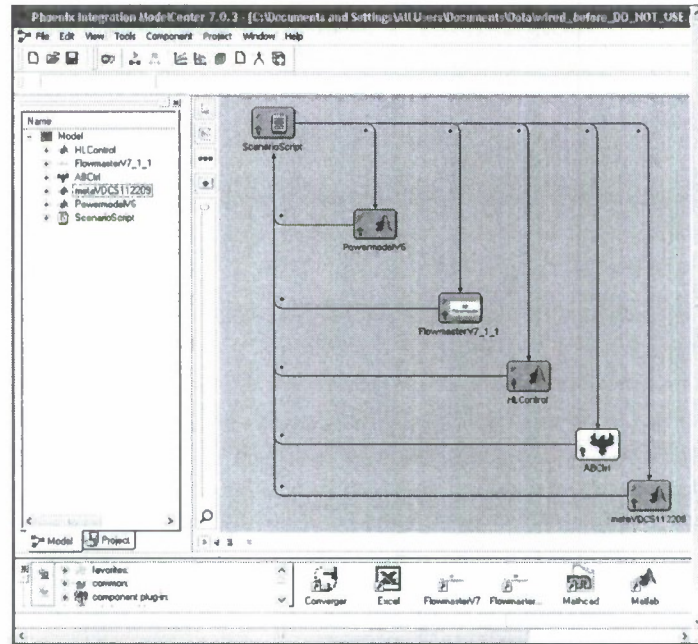 Phoenix Integration ModelCenter 7.0.3 - [C:\Documents and Settings\All Users\Documents\Data\wired_before_DO_NOT_USE
File Edit View Tools Component Project Window Help
Name
Model
HLControl
FlowmasterV7_1_1
ABCtrl
metaVDCS112209
PowermodelV6
ScenarioScript
ScenarioScript
PowermodelV6
FlowmasterV7_1_1
HLControl
ABCtrl
metaVDCS112209
Model Project
favorites
common
component plug-in
Converger Excel FlowmasterV7 Flowmaster... Mathcad Matlab